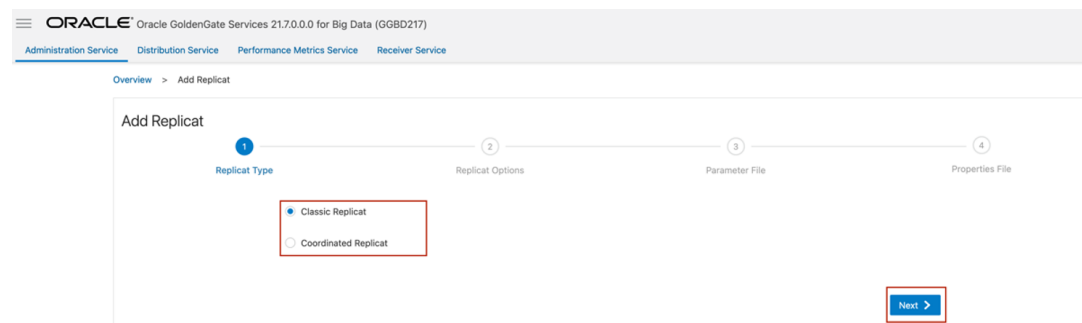 ORACLE Oracle GoldenGate Services 21.7.0.0.0 for Big Data (GGBD217)
Administration Service Distribution Service Performance Metrics Service Receiver Service
Overview > Add Replicat
Add Replicat
1 2 3 4
Replicat Type Replicat Options Parameter File Properties File
Classic Replicat
Coordinated Replicat
Next >